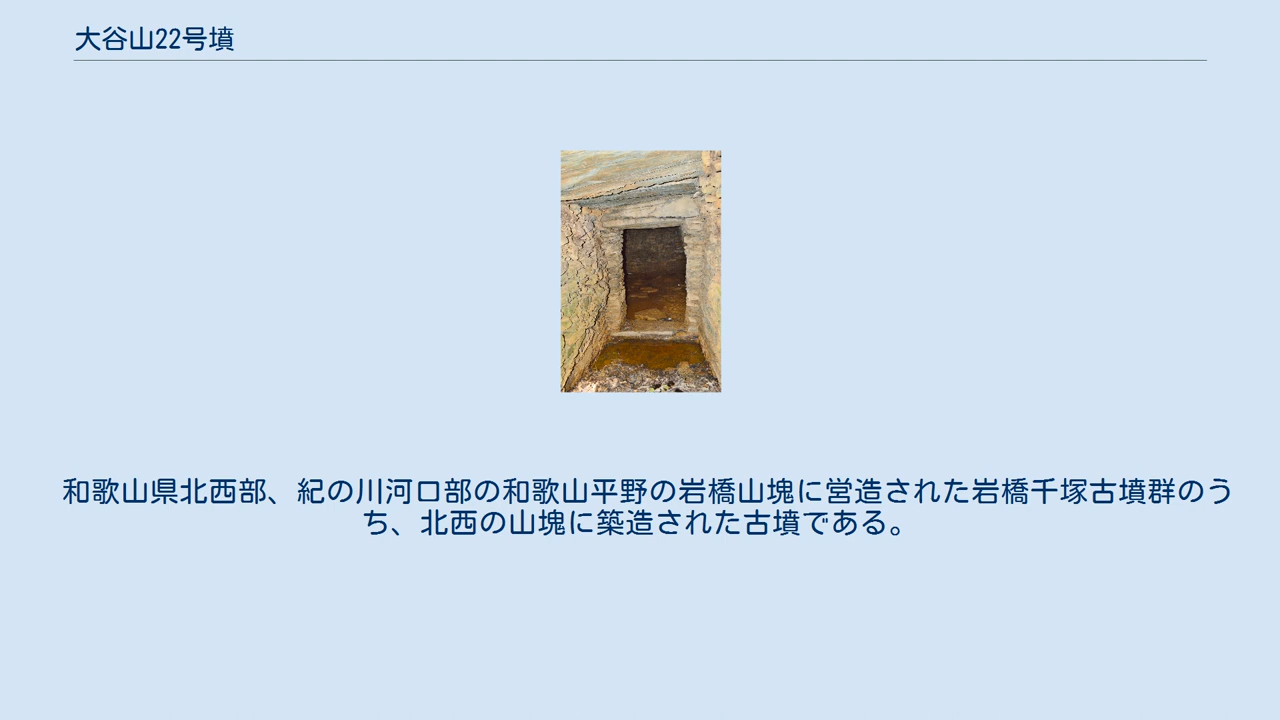 大谷山22号墳
和歌山県北西部、紀の川河口部の和歌山平野の岩橋山塊に営造された岩橋千塚古墳群のう
ち、北西の山塊に築造された古墳である。